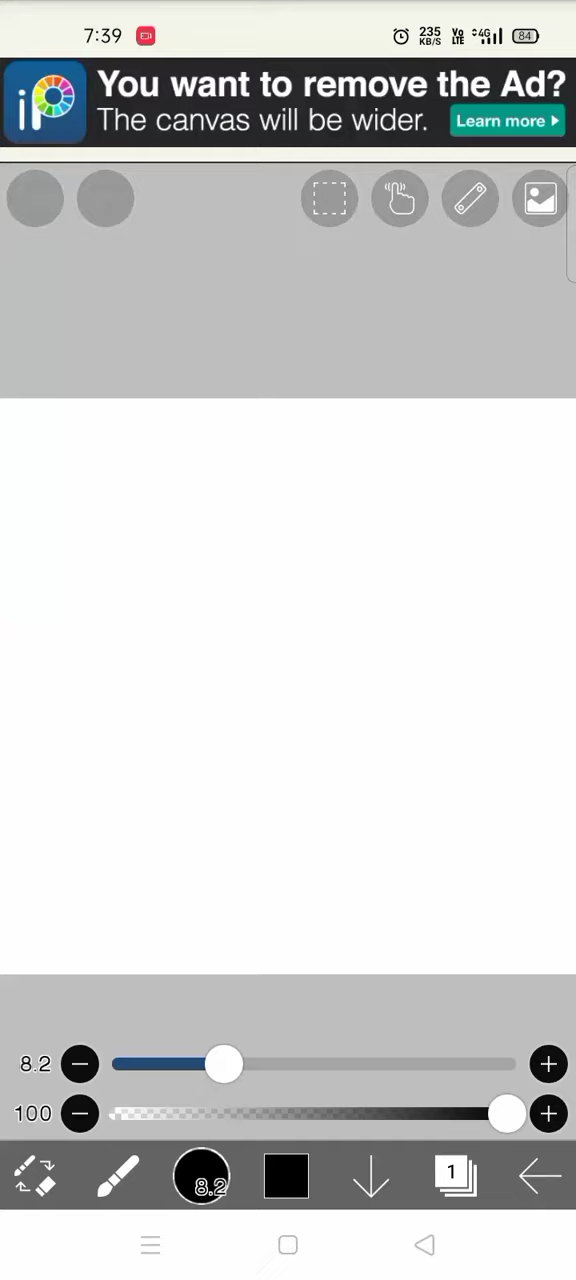 7:39
235
KB/S
Vo
LTE
4G
84
iP
You want to remove the Ad?
The canvas will be wider.
Learn more
8.2
100
8.2
1